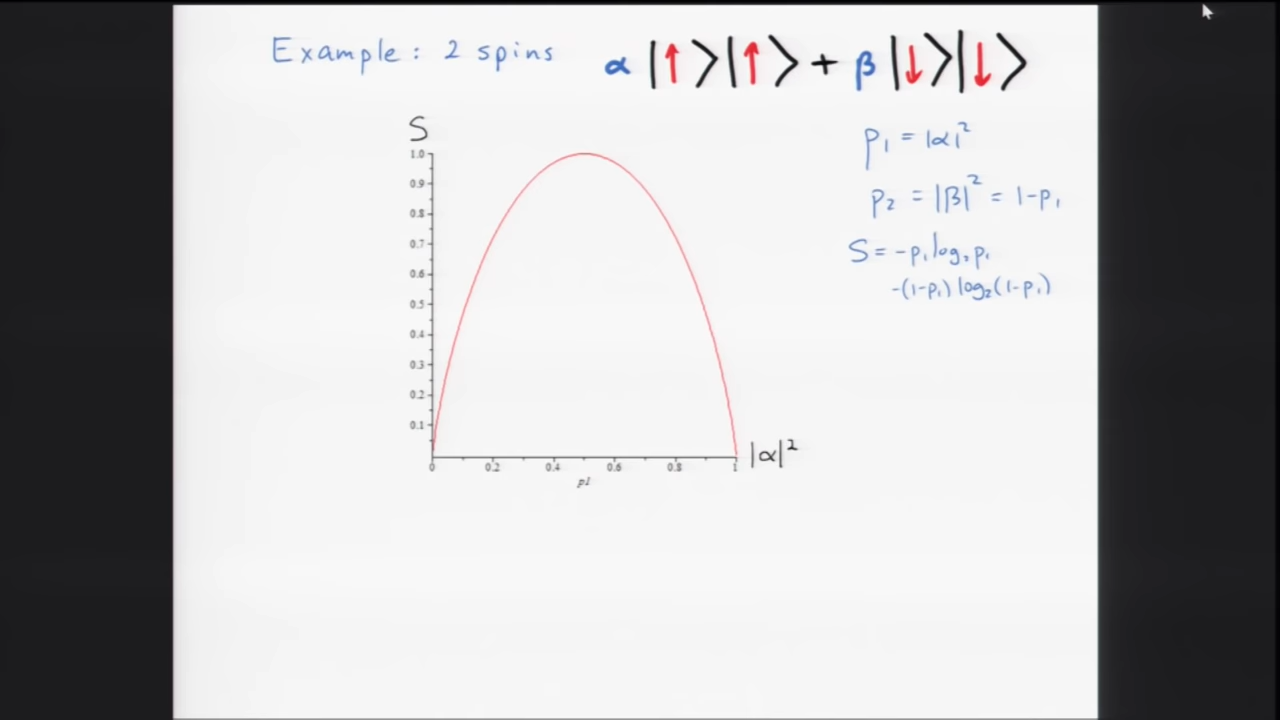 Example: 2 spins α |↑>|↑> + β |↓>|↓>
p₁ = |α|²
p₂ = |β|² = 1-p₁
S = -p₁ log₂ p₁
-(1-p₁) log₂(1-p₁)
S
1.0
0.9
0.8
0.7
0.6
0.5
0.4
0.3
0.2
0.1
0 0.2 0.4 0.6 0.8 1
|α|²
p1